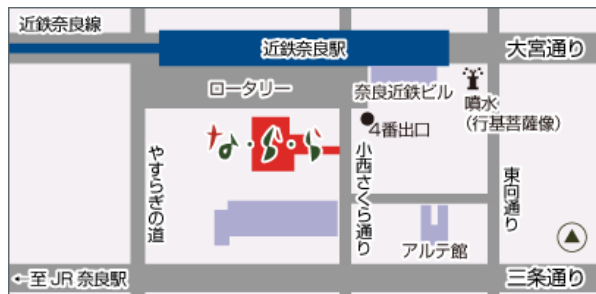 近鉄奈良線
近鉄奈良駅
大宮通り
ロータリー
奈良近鉄ビル
噴水
(行基菩薩像)
4番出口
な・ら・ら
やすらぎの道
小西さくら通り
東向通り
アルテ館
←至JR奈良駅
三条通り